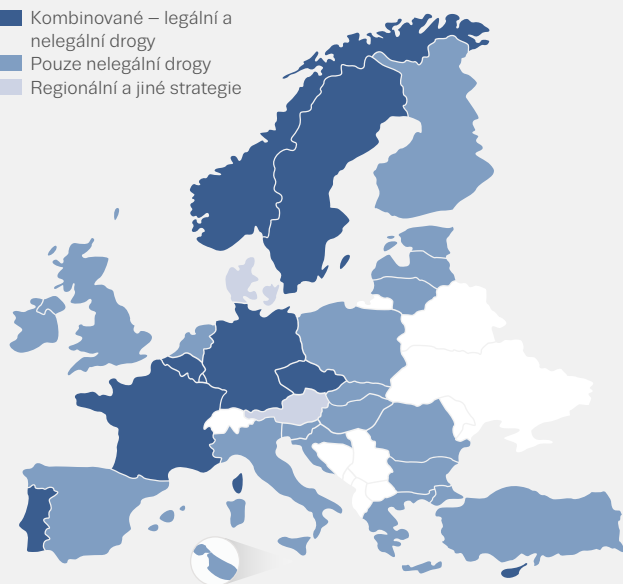 Kombinované – legální a
nelegální drogy
Pouze nelegální drogy
Regionální a jiné strategie